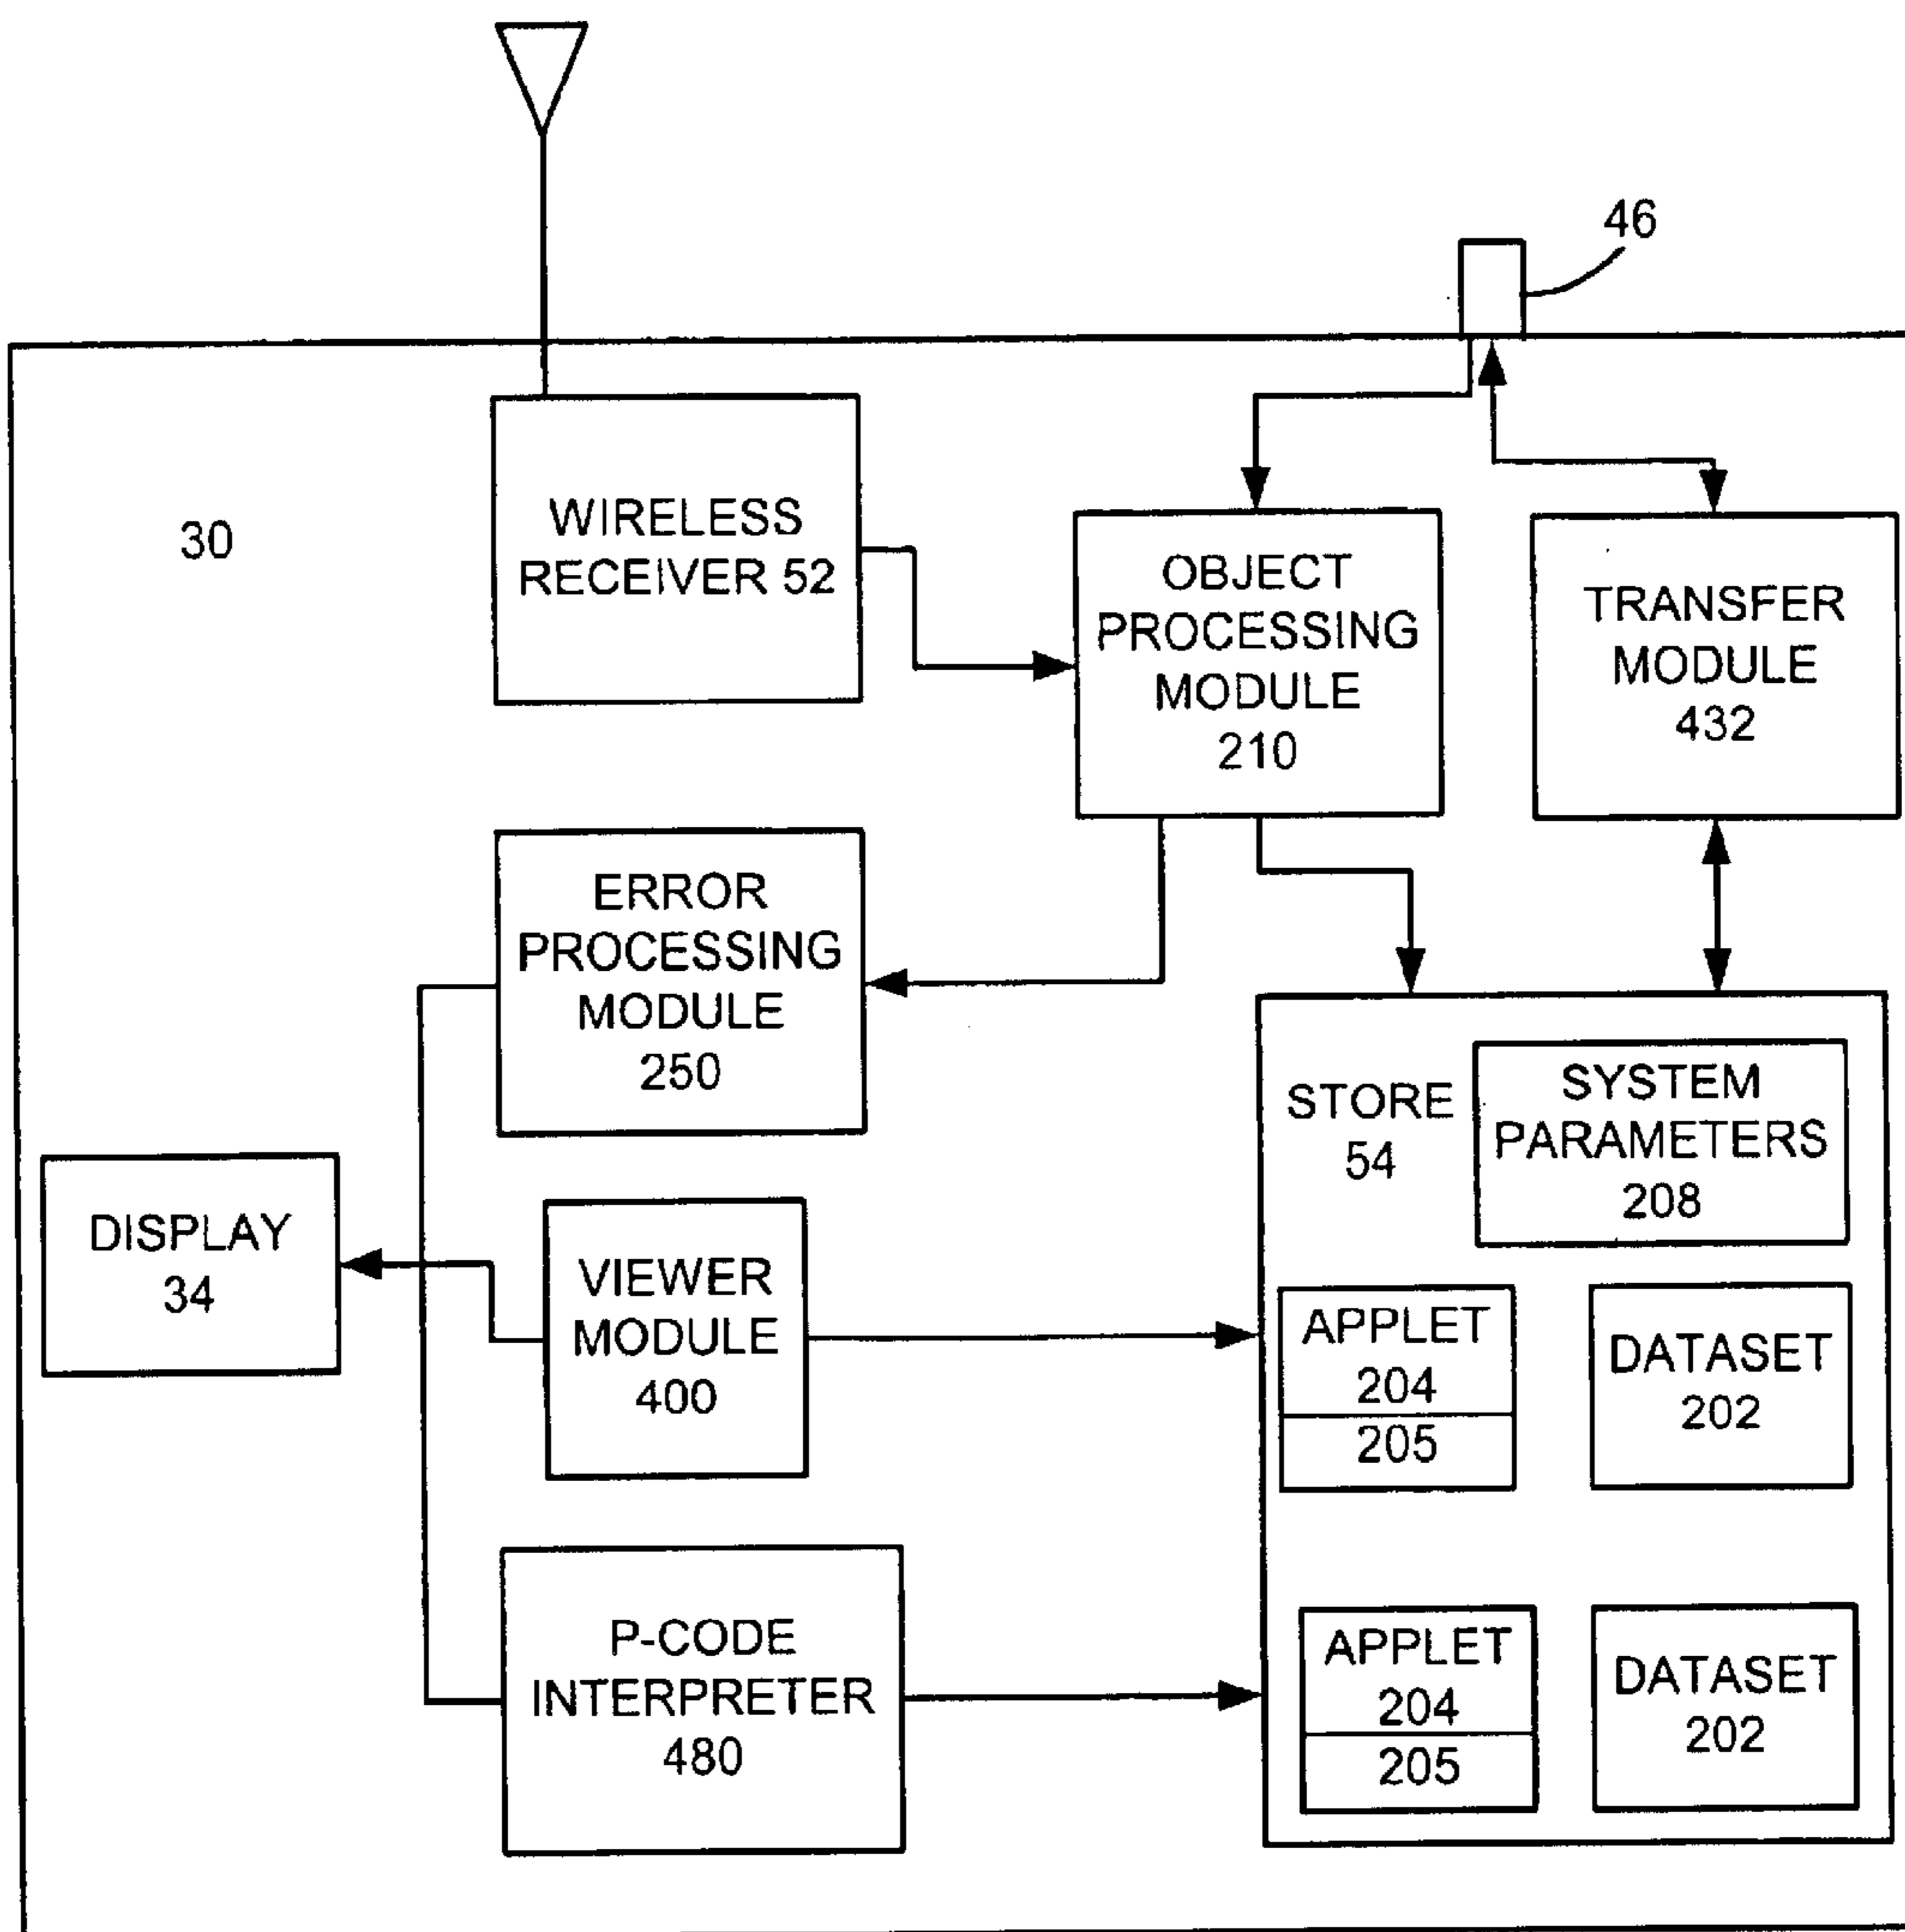 46
30
WIRELESS
RECEIVER 52
OBJECT
PROCESSING
MODULE
210
TRANSFER
MODULE
432
ERROR
PROCESSING
MODULE
250
STORE
54
SYSTEM
PARAMETERS
208
DISPLAY
34
VIEWER
MODULE
400
APPLET
204
205
DATASET
202
P-CODE
INTERPRETER
480
APPLET
204
205
DATASET
202